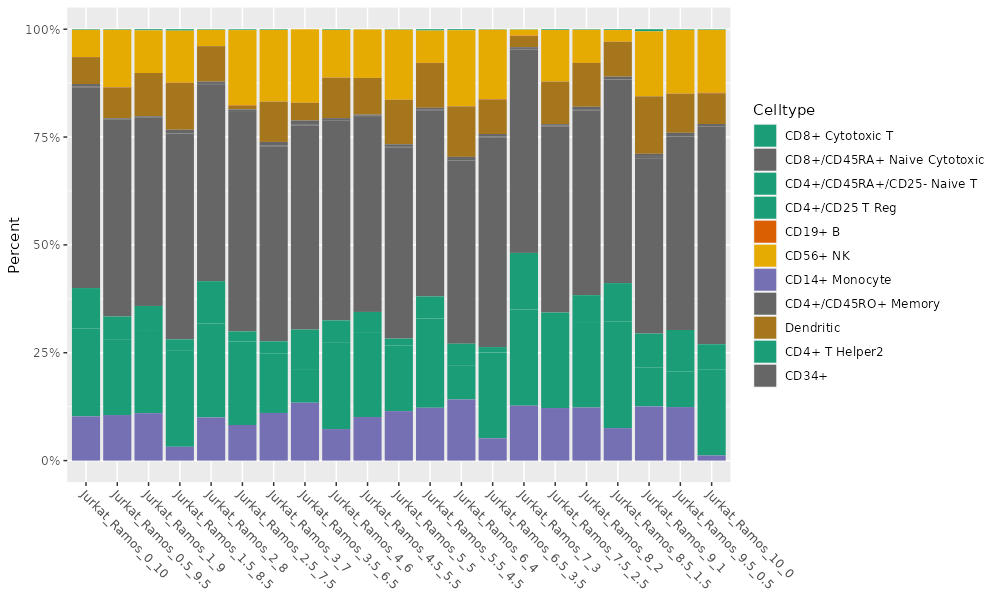 Percent
100%
75%
50%
25%
0%
Jurkat_Ramos_0_10
Jurkat_Ramos_0.5_9.5
Jurkat_Ramos_1_9
Jurkat_Ramos_1.5_8.5
Jurkat_Ramos_2_8
Jurkat_Ramos_2.5_7.5
Jurkat_Ramos_3_7
Jurkat_Ramos_3.5_6.5
Jurkat_Ramos_4_6
Jurkat_Ramos_4.5_5.5
Jurkat_Ramos_5_5
Jurkat_Ramos_5.5_4.5
Jurkat_Ramos_6_4
Jurkat_Ramos_6.5_3.5
Jurkat_Ramos_7_3
Jurkat_Ramos_7.5_2.5
Jurkat_Ramos_8_2
Jurkat_Ramos_8.5_1.5
Jurkat_Ramos_9_1
Jurkat_Ramos_9.5_0.5
Jurkat_Ramos_10_0
Celltype
CD8+ Cytotoxic T
CD8+/CD45RA+ Naive Cytotoxic
CD4+/CD45RA+/CD25- Naive T
CD4+/CD25 T Reg
CD19+ B
CD56+ NK
CD14+ Monocyte
CD4+/CD45RO+ Memory
Dendritic
CD4+ T Helper2
CD34+